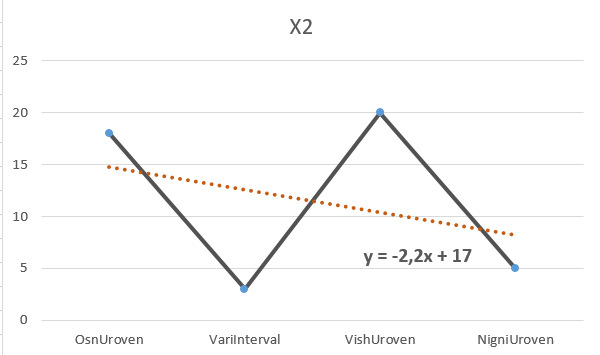 X2
25
20
15
10
5
0
y = -2,2x + 17
OsnUroven
VariInterval
VishUroven
NigniUroven